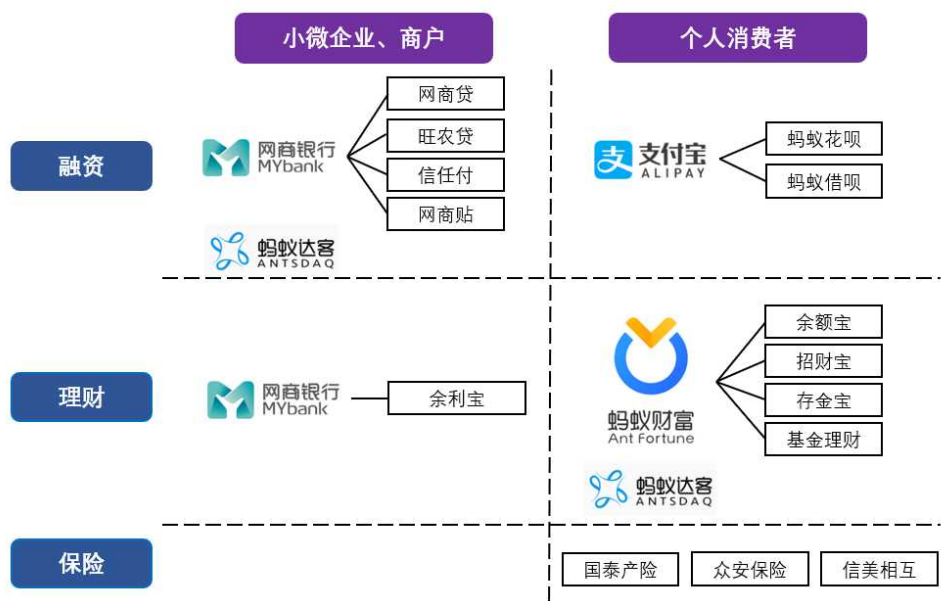 小微企业、商户
个人消费者
融资
网商银行
MYbank
网商贷
旺农贷
信任付
网商贴
蚂蚁达客
ANTSDAQ
支
支付宝
ALIPAY
蚂蚁花呗
蚂蚁借呗
理财
网商银行
MYbank
余利宝
蚂蚁财富
Ant Fortune
余额宝
招财宝
存金宝
基金理财
蚂蚁达客
ANTSDAQ
保险
国泰产险
众安保险
信美相互